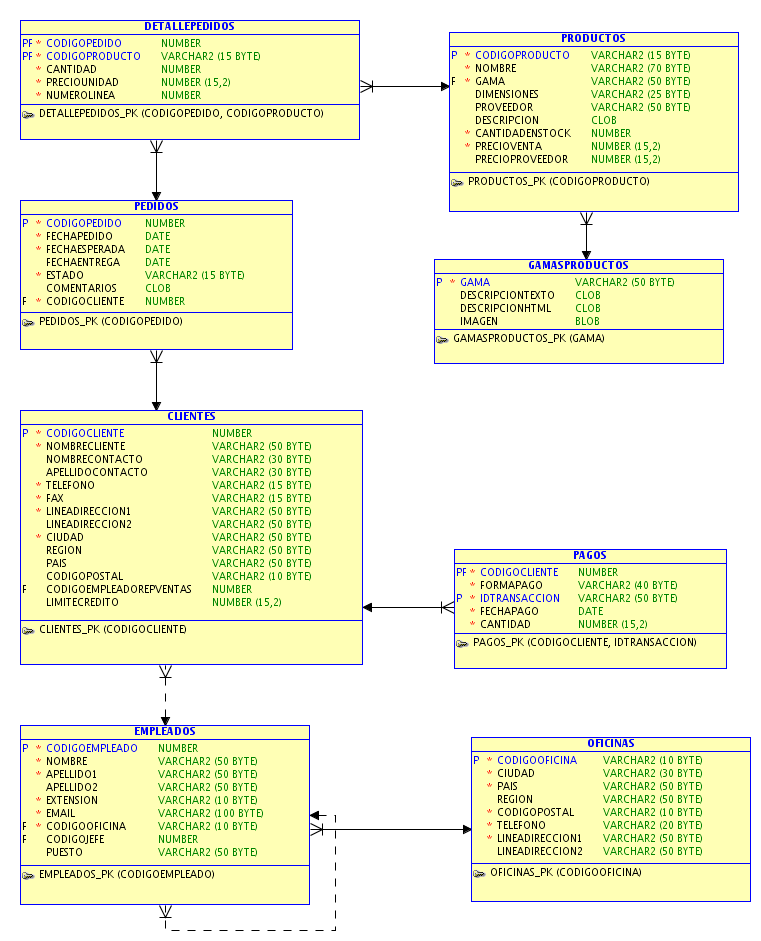 DETALLEPEDIDOS
PF * CODIGOPEDIDO NUMBER
PF * CODIGOPRODUCTO VARCHAR2 (15 BYTE)
* CANTIDAD NUMBER
* PRECIOUNIDAD NUMBER (15,2)
* NUMEROLINEA NUMBER
DETALLEPEDIDOS_PK (CODIGOPEDIDO, CODIGOPRODUCTO)
PRODUCTOS
P * CODIGOPRODUCTO VARCHAR2 (15 BYTE)
* NOMBRE VARCHAR2 (70 BYTE)
F * GAMA VARCHAR2 (50 BYTE)
DIMENSIONES VARCHAR2 (25 BYTE)
PROVEEDOR VARCHAR2 (50 BYTE)
DESCRIPCION CLOB
* CANTIDADENSTOCK NUMBER
* PRECIOVENTA NUMBER (15,2)
PRECIOPROVEEDOR NUMBER (15,2)
PRODUCTOS_PK (CODIGOPRODUCTO)
PEDIDOS
P * CODIGOPEDIDO NUMBER
* FECHAPEDIDO DATE
* FECHAESPERADA DATE
FECHAENTREGA DATE
* ESTADO VARCHAR2 (15 BYTE)
COMENTARIOS CLOB
F * CODIGOCLIENTE NUMBER
PEDIDOS_PK (CODIGOPEDIDO)
GAMASPRODUCTOS
P * GAMA VARCHAR2 (50 BYTE)
DESCRIPCIONTEXTO CLOB
DESCRIPCIONHTML CLOB
IMAGEN BLOB
GAMASPRODUCTOS_PK (GAMA)
CLIENTES
P * CODIGOCLIENTE NUMBER
* NOMBRECLIENTE VARCHAR2 (50 BYTE)
NOMBRECONTACTO VARCHAR2 (30 BYTE)
APELLIDOCONTACTO VARCHAR2 (30 BYTE)
* TELEFONO VARCHAR2 (15 BYTE)
* FAX VARCHAR2 (15 BYTE)
* LINEADIRECCION1 VARCHAR2 (50 BYTE)
LINEADIRECCION2 VARCHAR2 (50 BYTE)
* CIUDAD VARCHAR2 (50 BYTE)
REGION VARCHAR2 (50 BYTE)
PAIS VARCHAR2 (50 BYTE)
CODIGOPOSTAL VARCHAR2 (10 BYTE)
F CODIGOEMPLEADOREPVENTAS NUMBER
LIMITECREDITO NUMBER (15,2)
CLIENTES_PK (CODIGOCLIENTE)
PAGOS
PF * CODIGOCLIENTE NUMBER
* FORMAPAGO VARCHAR2 (40 BYTE)
P * IDTRANSACCION VARCHAR2 (50 BYTE)
* FECHAPAGO DATE
* CANTIDAD NUMBER (15,2)
PAGOS_PK (CODIGOCLIENTE, IDTRANSACCION)
EMPLEADOS
P * CODIGOEMPLEADO NUMBER
* NOMBRE VARCHAR2 (50 BYTE)
* APELLIDO1 VARCHAR2 (50 BYTE)
APELLIDO2 VARCHAR2 (50 BYTE)
* EXTENSION VARCHAR2 (10 BYTE)
* EMAIL VARCHAR2 (100 BYTE)
F * CODIGOOFICINA VARCHAR2 (10 BYTE)
F CODIGOJEFE NUMBER
PUESTO VARCHAR2 (50 BYTE)
EMPLEADOS_PK (CODIGOEMPLEADO)
OFICINAS
P * CODIGOOFICINA VARCHAR2 (10 BYTE)
* CIUDAD VARCHAR2 (30 BYTE)
* PAIS VARCHAR2 (50 BYTE)
REGION VARCHAR2 (50 BYTE)
* CODIGOPOSTAL VARCHAR2 (10 BYTE)
* TELEFONO VARCHAR2 (20 BYTE)
* LINEADIRECCION1 VARCHAR2 (50 BYTE)
LINEADIRECCION2 VARCHAR2 (50 BYTE)
OFICINAS_PK (CODIGOOFICINA)